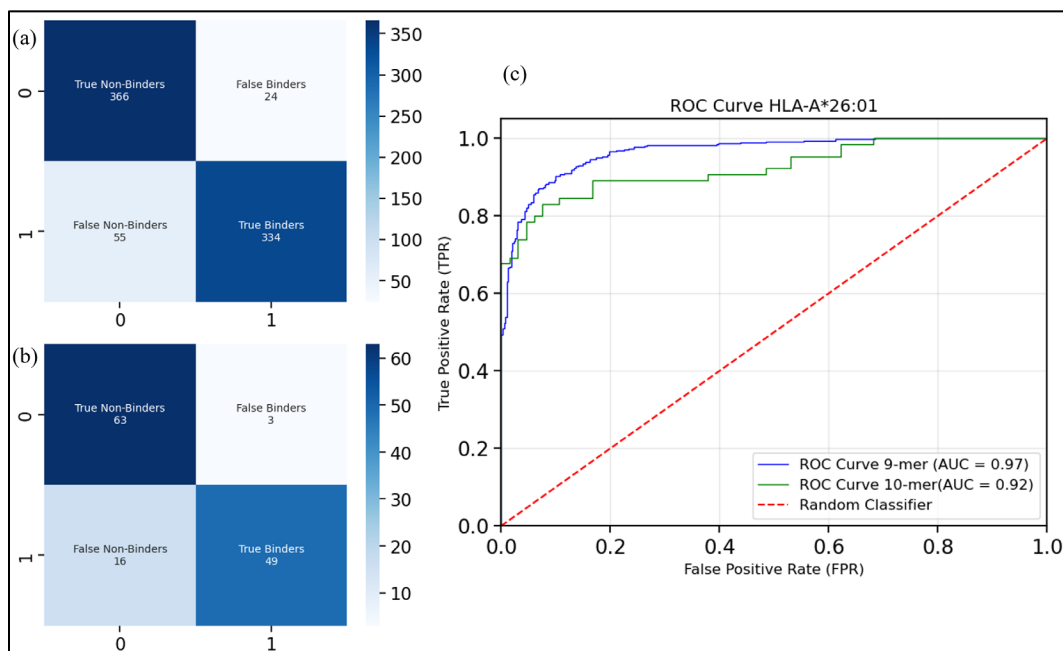 (a)
True Non-Binders
366
False Binders
24
False Non-Binders
55
True Binders
334
0
1
0
1
350
300
250
200
150
100
50
(b)
True Non-Binders
63
False Binders
3
False Non-Binders
16
True Binders
49
0
1
0
1
60
50
40
30
20
10
(c)
ROC Curve HLA-A*26:01
True Positive Rate (TPR)
1.0
0.8
0.6
0.4
0.2
0.0
ROC Curve 9-mer (AUC = 0.97)
ROC Curve 10-mer(AUC = 0.92)
Random Classifier
0.0
0.2
0.4
0.6
0.8
1.0
False Positive Rate (FPR)